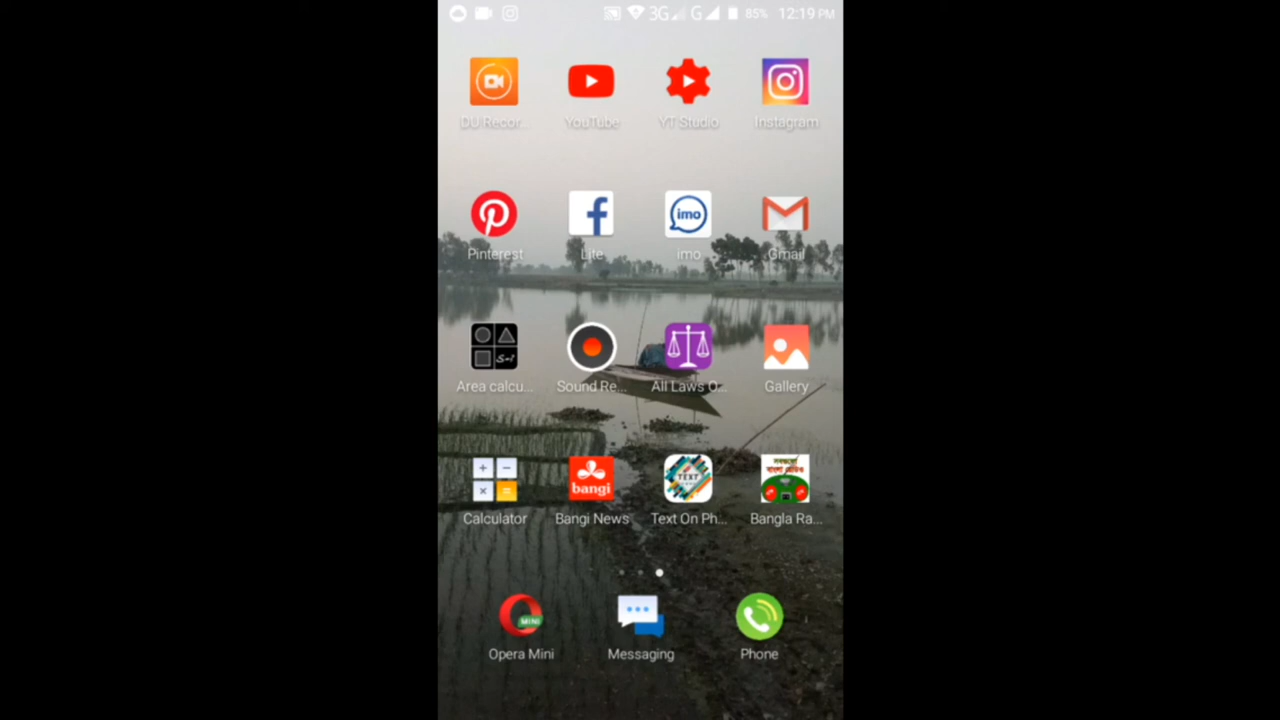 3G G 85% 12:19 PM
DU Recor... YouTube YT Studio Instagram
imo
Pinterest Lite imo Gmail
Area calcu... Sound Re... All Laws O... Gallery
bangi TEXT
Calculator Bangi News Text On Ph... Bangla Ra...
MINI
Opera Mini Messaging Phone